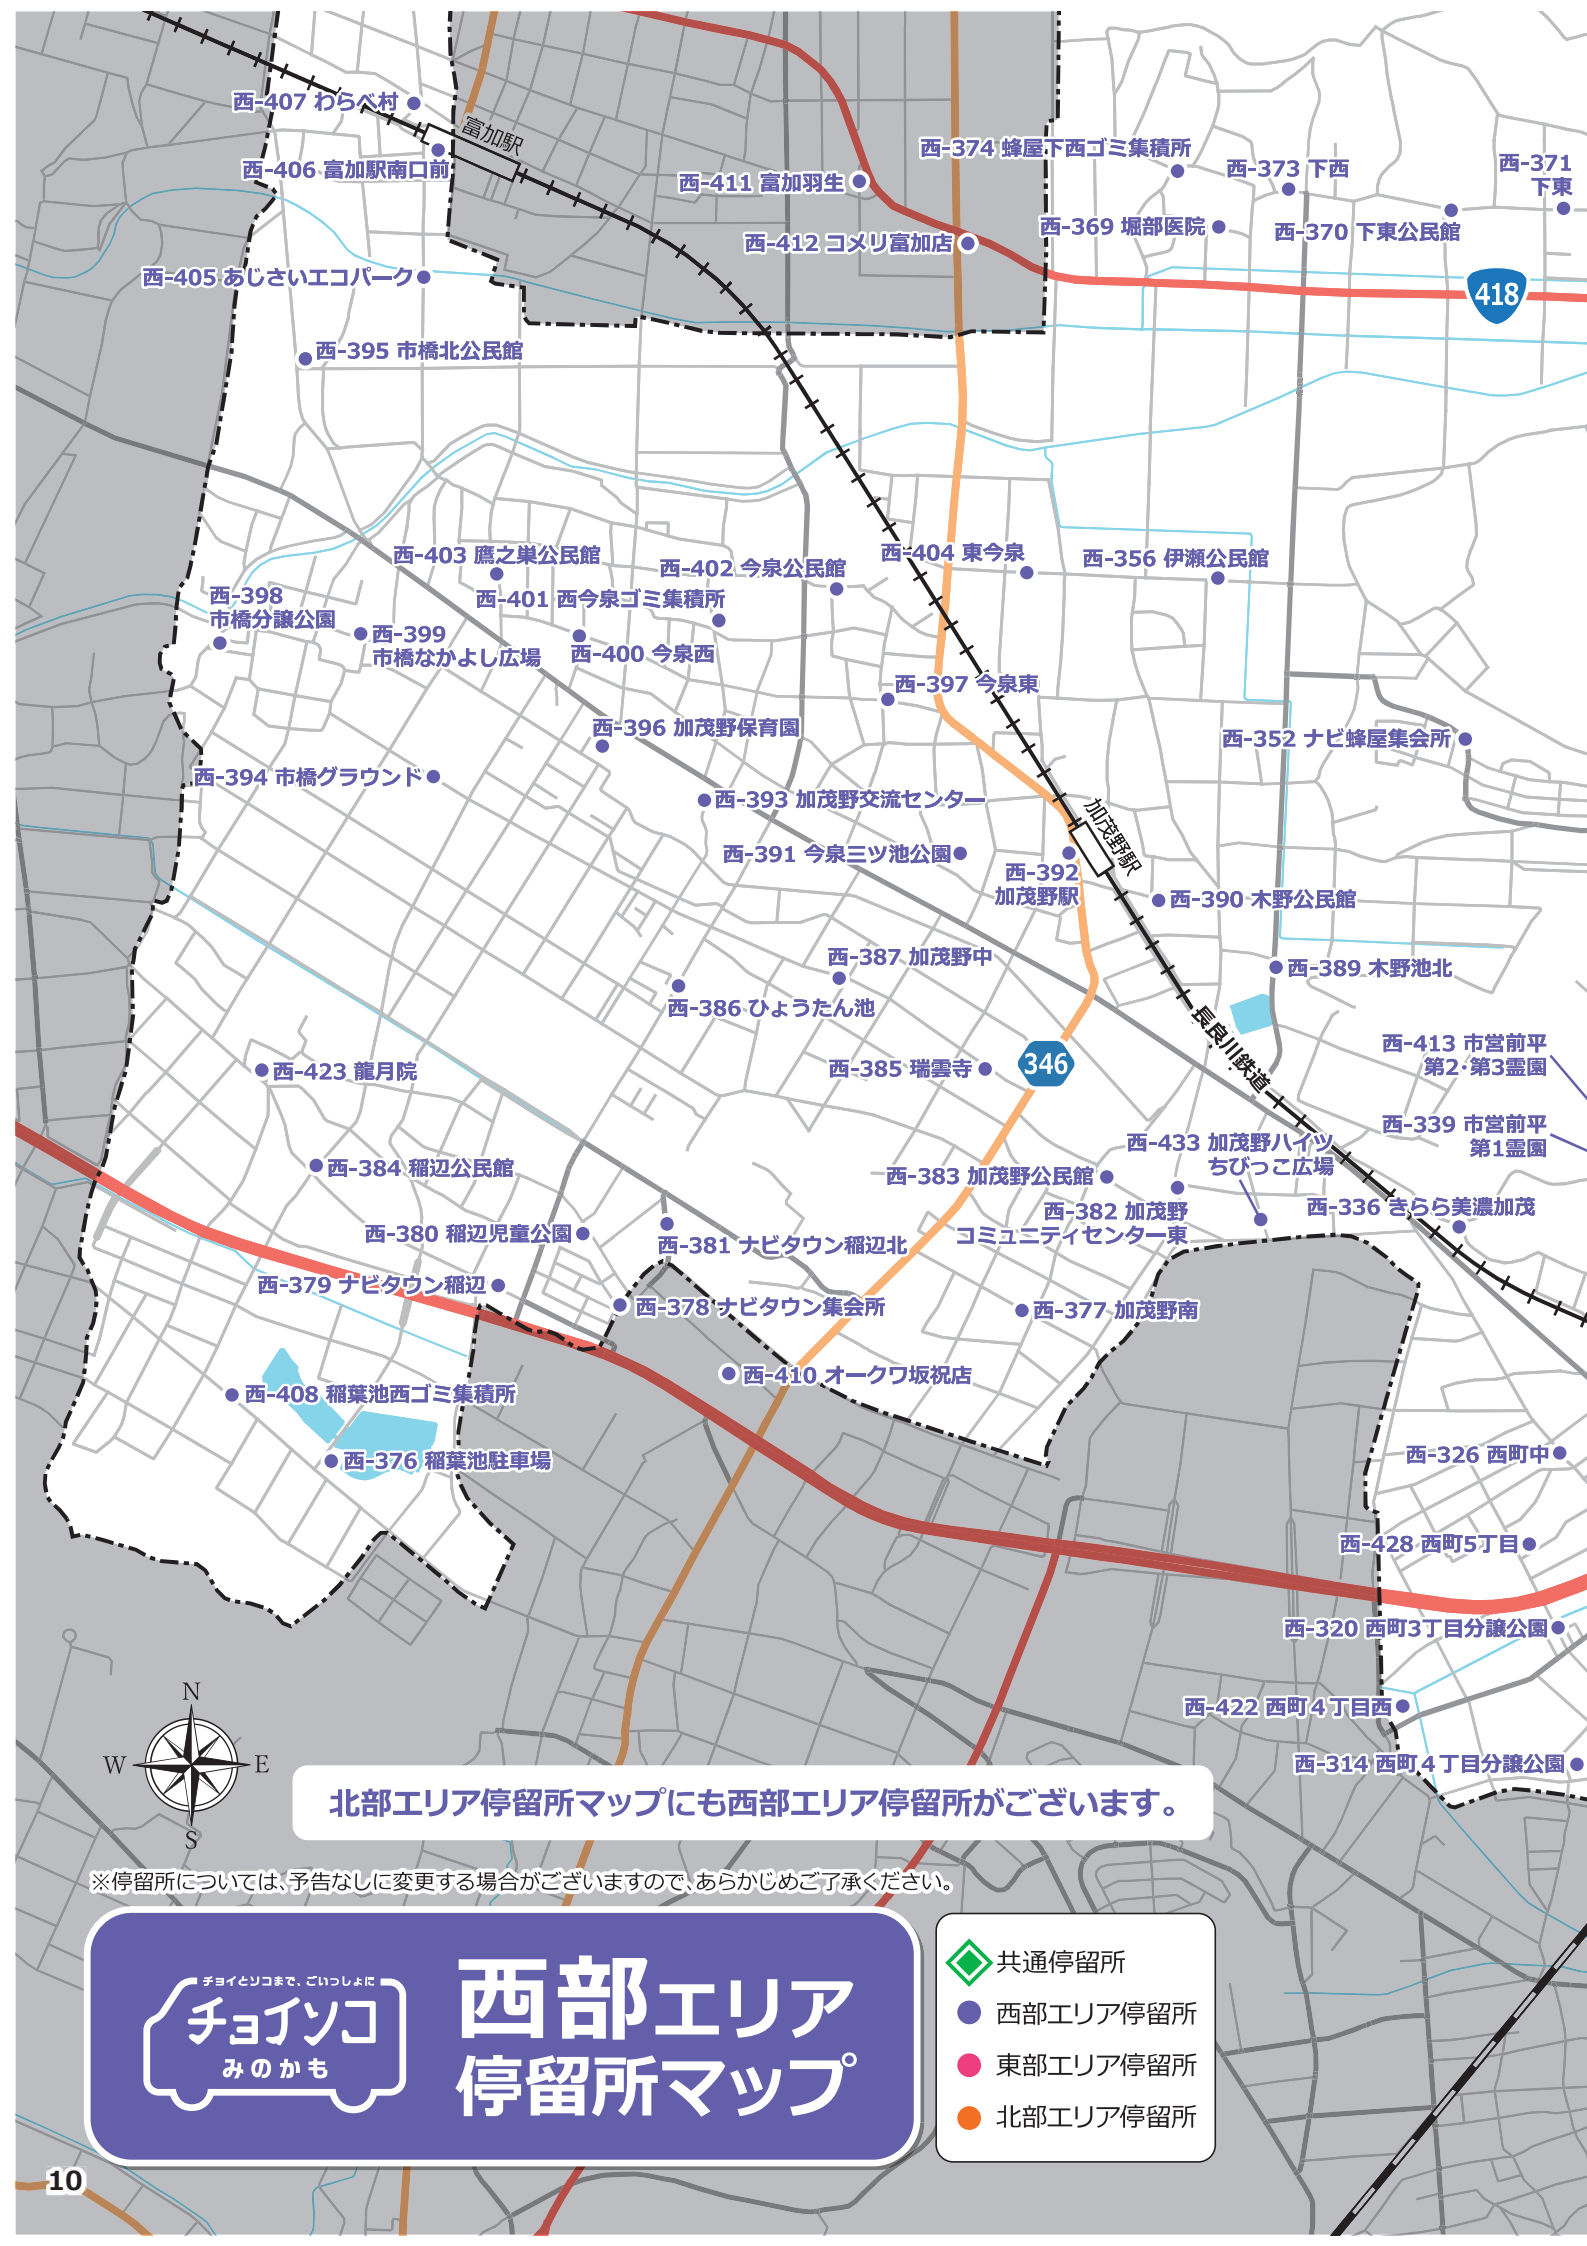 西-407 わらべ村
富加駅
西-406 富加駅南口前
西-411 富加羽生
西-412 コメリ富加店
西-374 蜂屋下西ゴミ集積所
西-373 下西
西-371
下東
西-369 堀部医院
西-370 下東公民館
418
西-405 あじさいエコパーク
西-395 市橋北公民館
西-403 鷹之巣公民館
西-402 今泉公民館
西-404 東今泉
西-356 伊瀬公民館
西-398
市橋分譲公園
西-401 西今泉ゴミ集積所
西-399
市橋なかよし広場
西-400 今泉西
西-397 今泉東
西-396 加茂野保育園
西-352 ナビ蜂屋集会所
西-394 市橋グラウンド
西-393 加茂野交流センター
加茂野駅
西-391 今泉三ツ池公園
西-392
加茂野駅
西-390 木野公民館
西-387 加茂野中
西-389 木野池北
西-386 ひょうたん池
長良川鉄道
西-413 市営前平
第2・第3霊園
西-423 龍月院
西-385 瑞雲寺
346
西-339 市営前平
第1霊園
西-433 加茂野ハイツ
ちびっこ広場
西-384 稲辺公民館
西-383 加茂野公民館
西-382 加茂野
コミュニティセンター東
西-336 きらら美濃加茂
西-380 稲辺児童公園
西-381 ナビタウン稲辺北
西-379 ナビタウン稲辺
西-378 ナビタウン集会所
西-377 加茂野南
西-410 オークワ坂祝店
西-408 稲葉池西ゴミ集積所
西-376 稲葉池駐車場
西-326 西町中
西-428 西町5丁目
西-320 西町3丁目分譲公園
西-422 西町４丁目西
西-314 西町４丁目分譲公園
N
W
E
S
北部エリア停留所マップにも西部エリア停留所がございます。
※停留所については、予告なしに変更する場合がございますので、あらかじめご了承ください。
チョイとソコまで、ごいっしょに
チョイソコ
みのかも
西部エリア
停留所マップ
共通停留所
西部エリア停留所
東部エリア停留所
北部エリア停留所
10